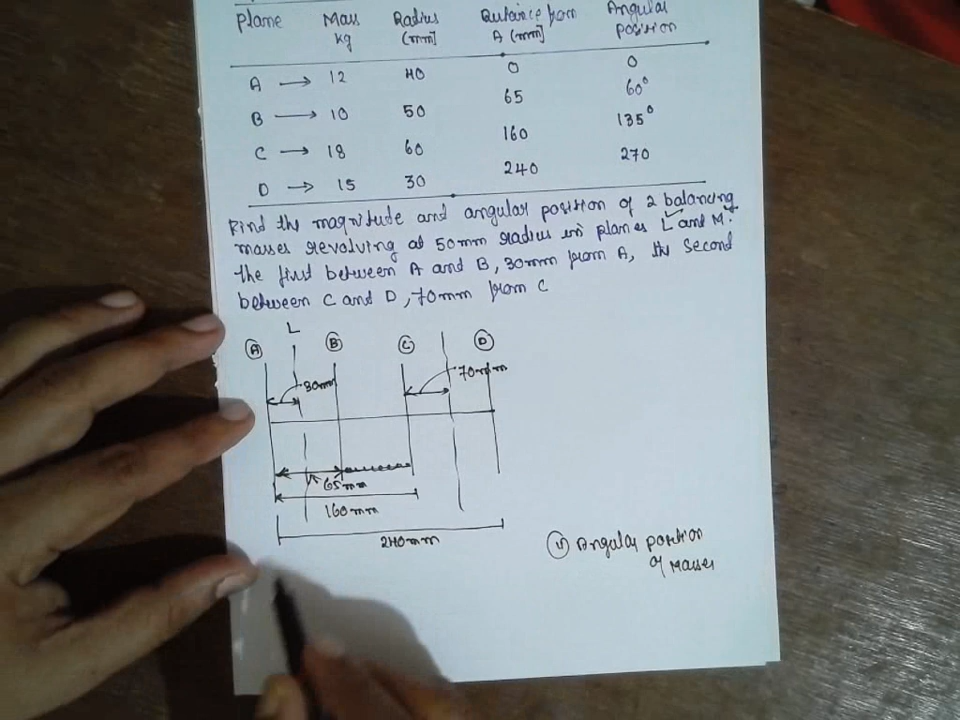 Plane Mass Kg Radius (mm) Distance from A (mm) Angular position
A → 12 40 0 0
B → 10 50 65 60°
C → 18 60 160 135°
D → 15 30 240 270
Find the magnitude and angular position of 2 balancing
masses revolving at 50mm radius in planes L and M.
the first between A and B, 30mm from A, the second
between C and D, 70mm from C
L
A B C D
30mm 70mm
65mm
160mm
240mm
Angular position
of Masses